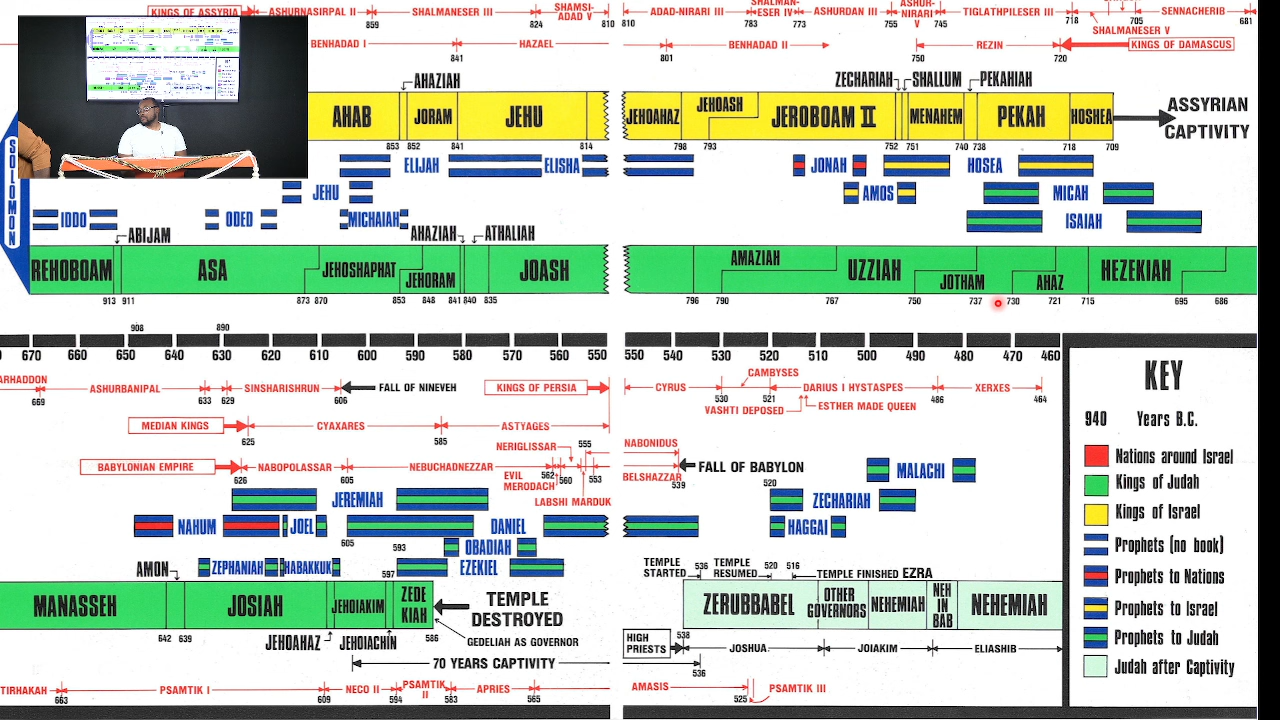 KINGS OF ASSYRIA
ASHURNASIRPAL II
859
SHALMANESER III
824
SHAMSI-
ADAD V
810
810
ADAD-NIRARI III
783
SHALMAN-
ESER IV
773
ASHURDAN III
755
ASHUR-
NIRARI
V
745
TIGLATHPILESER III
718
SHALMANESER V
705
SENNACHERIB
681
BENHADAD I
841
HAZAEL
801
BENHADAD II
750
REZIN
720
KINGS OF DAMASCUS
AHAZIAH
ZECHARIAH
SHALLUM
PEKAHIAH
AHAB
JORAM
JEHU
JEHOAHAZ
JEHOASH
JEROBOAM II
MENAHEM
PEKAH
HOSHEA
ASSYRIAN
CAPTIVITY
853
852
841
814
798
793
752
751
740
738
718
709
SOLOMON
ELIJAH
ELISHA
JONAH
HOSEA
JEHU
AMOS
MICAH
IDDO
ODED
MICHAIAH
ISAIAH
ABIJAM
AHAZIAH
ATHALIAH
REHOBOAM
ASA
JEHOSHAPHAT
JEHORAM
JOASH
AMAZIAH
UZZIAH
JOTHAM
AHAZ
HEZEKIAH
913
911
873
870
853
848
841
840
835
796
790
767
750
737
730
721
715
695
686
908
890
670
660
650
640
630
620
610
600
590
580
570
560
550
550
540
530
520
510
500
490
480
470
460
ARHADDON
669
ASHURBANIPAL
633
629
SINSHARISHRUN
606
FALL OF NINEVEH
KINGS OF PERSIA
CYRUS
530
CAMBYSES
521
DARIUS I HYSTASPES
486
XERXES
464
VASHTI DEPOSED
ESTHER MADE QUEEN
MEDIAN KINGS
625
CYAXARES
585
ASTYAGES
NERIGLISSAR
555
NABONIDUS
BABYLONIAN EMPIRE
626
NABOPOLASSAR
605
NEBUCHADNEZZAR
EVIL
MERODACH
562
560
553
LABSHI MARDUK
BELSHAZZAR
539
FALL OF BABYLON
JEREMIAH
MALACHI
520
ZECHARIAH
NAHUM
JOEL
DANIEL
HAGGAI
605
593
OBADIAH
ZEPHANIAH
HABAKKUK
EZEKIEL
AMON
597
TEMPLE
STARTED
536
TEMPLE
RESUMED
520
516
TEMPLE FINISHED
EZRA
MANASSEH
JOSIAH
JEHOIAKIM
ZEDE
KIAH
TEMPLE
DESTROYED
ZERUBBABEL
OTHER
GOVERNORS
NEHEMIAH
NEH
IN
BAB
NEHEMIAH
642
639
JEHOAHAZ
JEHOIACHIN
586
GEDELIAH AS GOVERNOR
HIGH
PRIESTS
538
JOSHUA
JOIAKIM
ELIASHIB
70 YEARS CAPTIVITY
536
TIRHAKAH
663
PSAMTIK I
609
NECO II
594
PSAMTIK
II
583
APRIES
565
AMASIS
525
PSAMTIK III
KEY
940 Years B.C.
Nations around Israel
Kings of Judah
Kings of Israel
Prophets (no book)
Prophets to Nations
Prophets to Israel
Prophets to Judah
Judah after Captivity